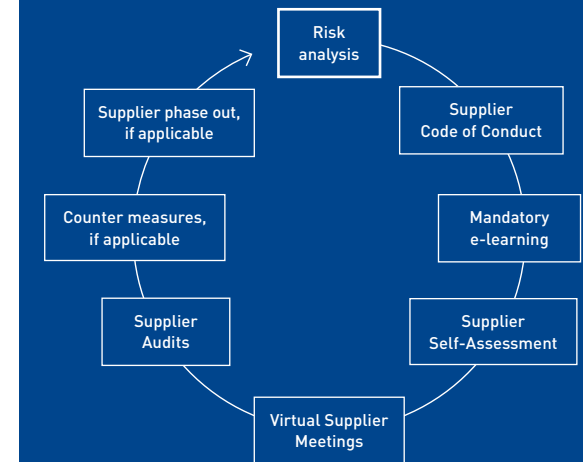 Risk
analysis
Supplier
Code of Conduct
Mandatory
e-learning
Supplier
Self-Assessment
Virtual Supplier
Meetings
Supplier
Audits
Counter measures,
if applicable
Supplier phase out,
if applicable